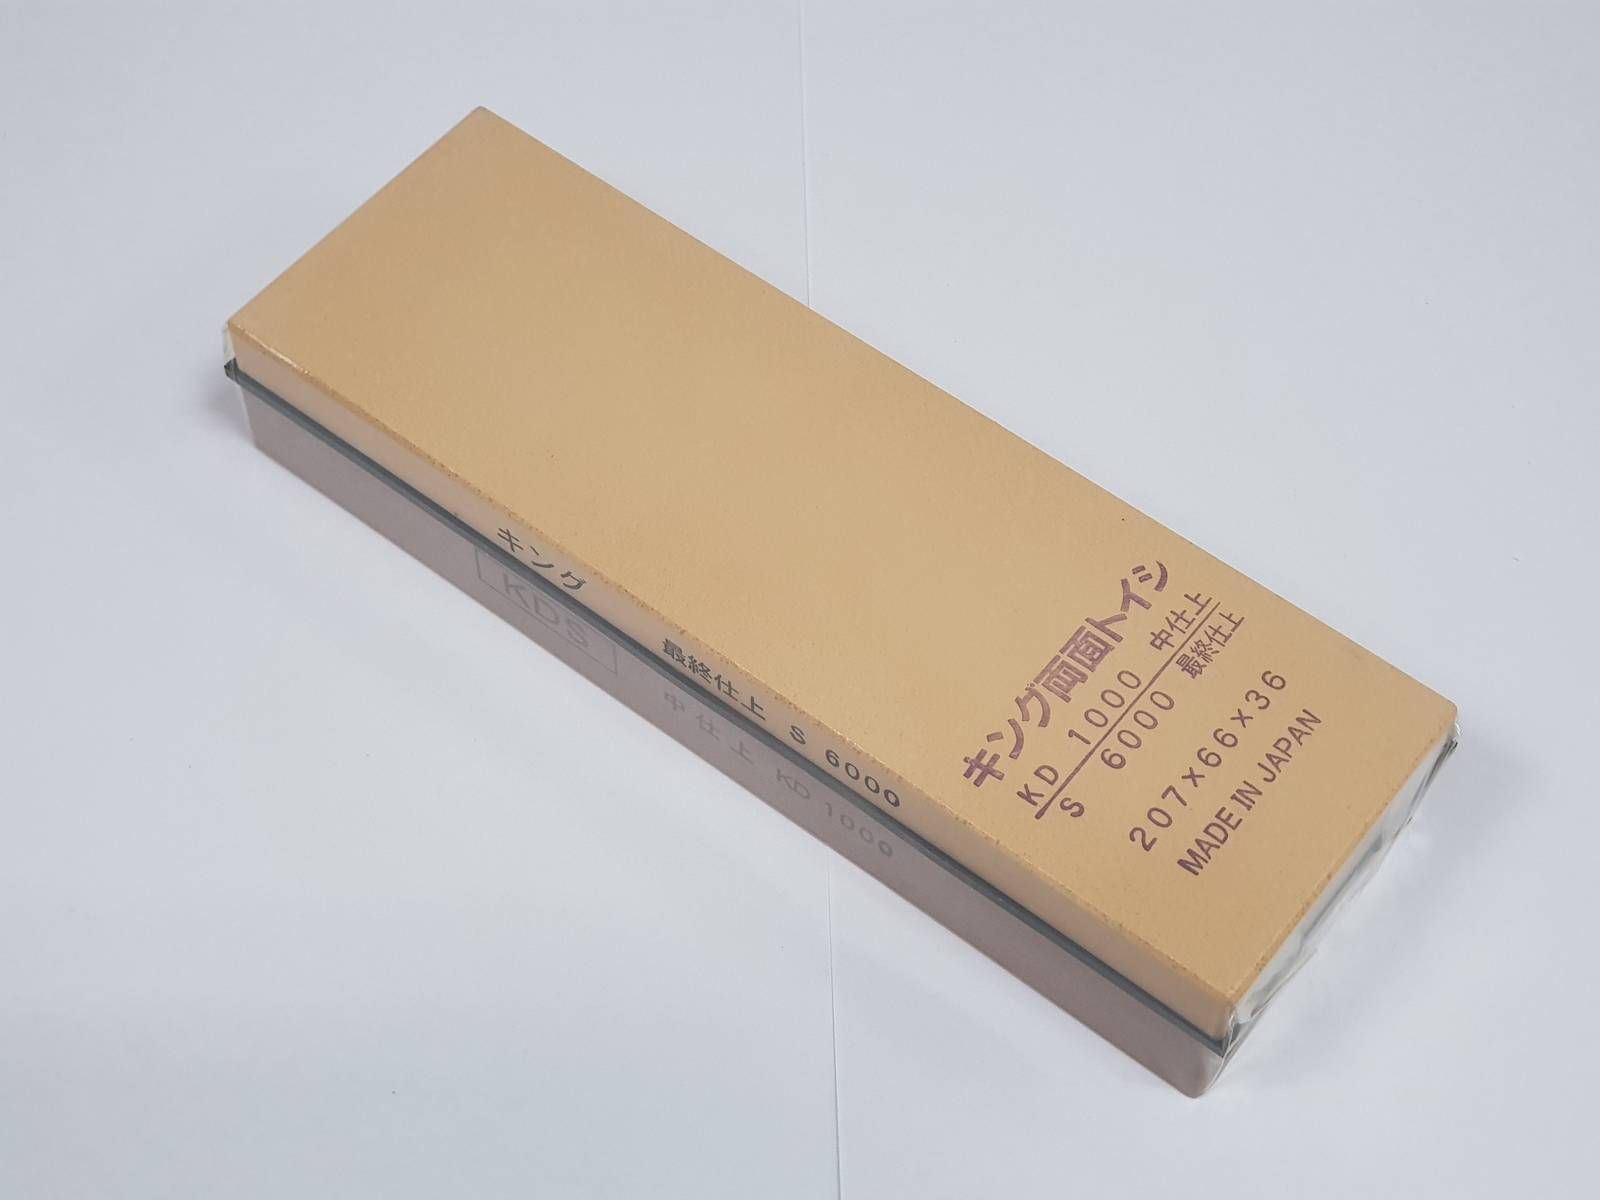 キング両面トイシ
KD 1000 中仕上
S 6000 最終仕上
207×66×36
MADE IN JAPAN
キング
最終仕上 S 6000
KDS
中仕上 KD 1000